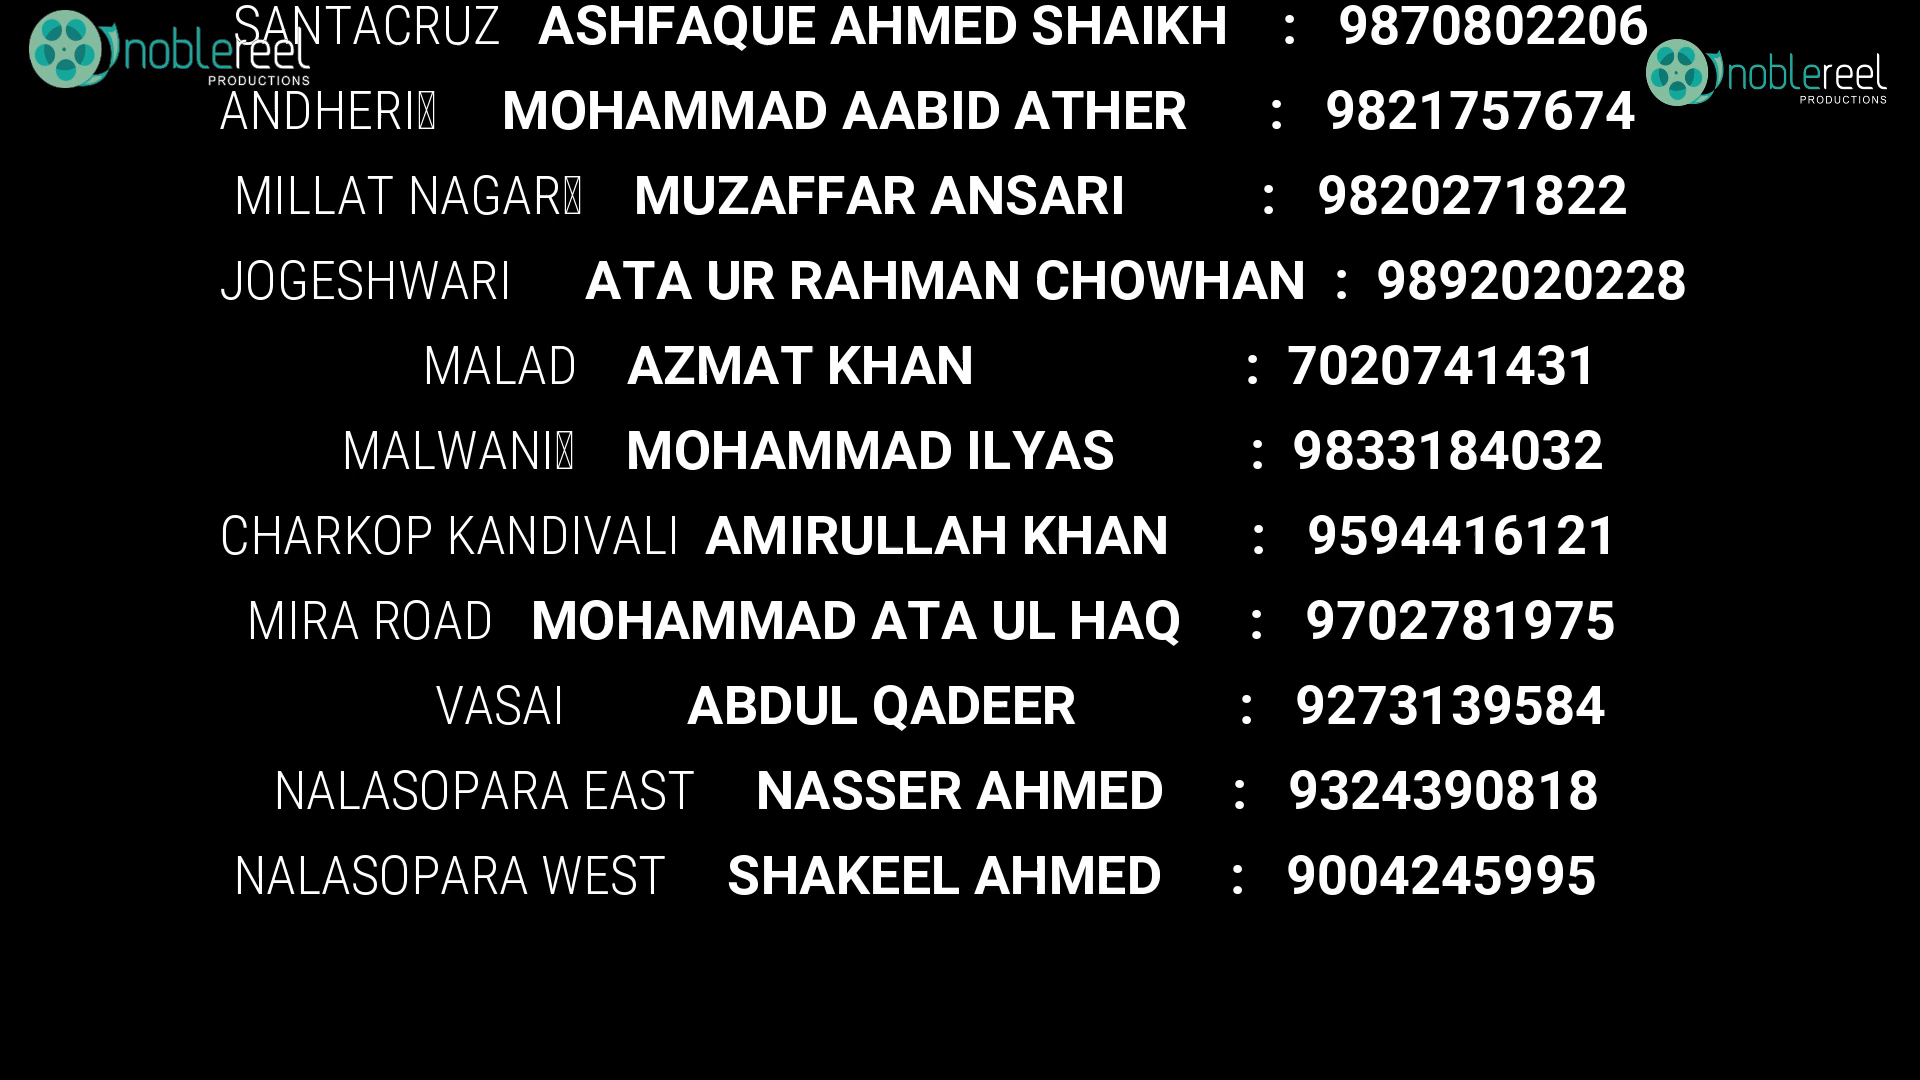 SANTACRUZ ASHFAQUE AHMED SHAIKH : 9870802206
noblereel
PRODUCTIONS
noblereel
PRODUCTIONS
ANDHERI MOHAMMAD AABID ATHER : 9821757674
MILLAT NAGAR MUZAFFAR ANSARI : 9820271822
JOGESHWARI ATA UR RAHMAN CHOWHAN : 9892020228
MALAD AZMAT KHAN : 7020741431
MALWANI MOHAMMAD ILYAS : 9833184032
CHARKOP KANDIVALI AMIRULLAH KHAN : 9594416121
MIRA ROAD MOHAMMAD ATA UL HAQ : 9702781975
VASAI ABDUL QADEER : 9273139584
NALASOPARA EAST NASSER AHMED : 9324390818
NALASOPARA WEST SHAKEEL AHMED : 9004245995